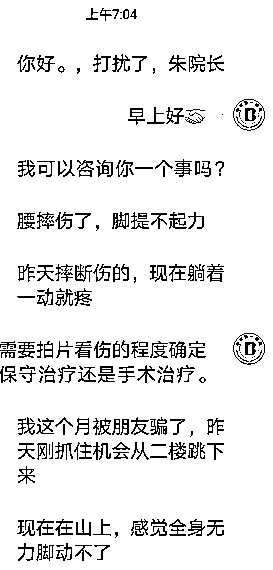 上午7:04
你好。，打扰了，朱院长
早上好🤝
我可以咨询你一个事吗？
腰摔伤了，脚提不起力
昨天摔断伤的，现在躺着
一动就疼
需要拍片看伤的程度确定
保守治疗还是手术治疗。
我这个月被朋友骗了，昨
天刚抓住机会从二楼跳下
来
现在在山上，感觉全身无
力脚动不了